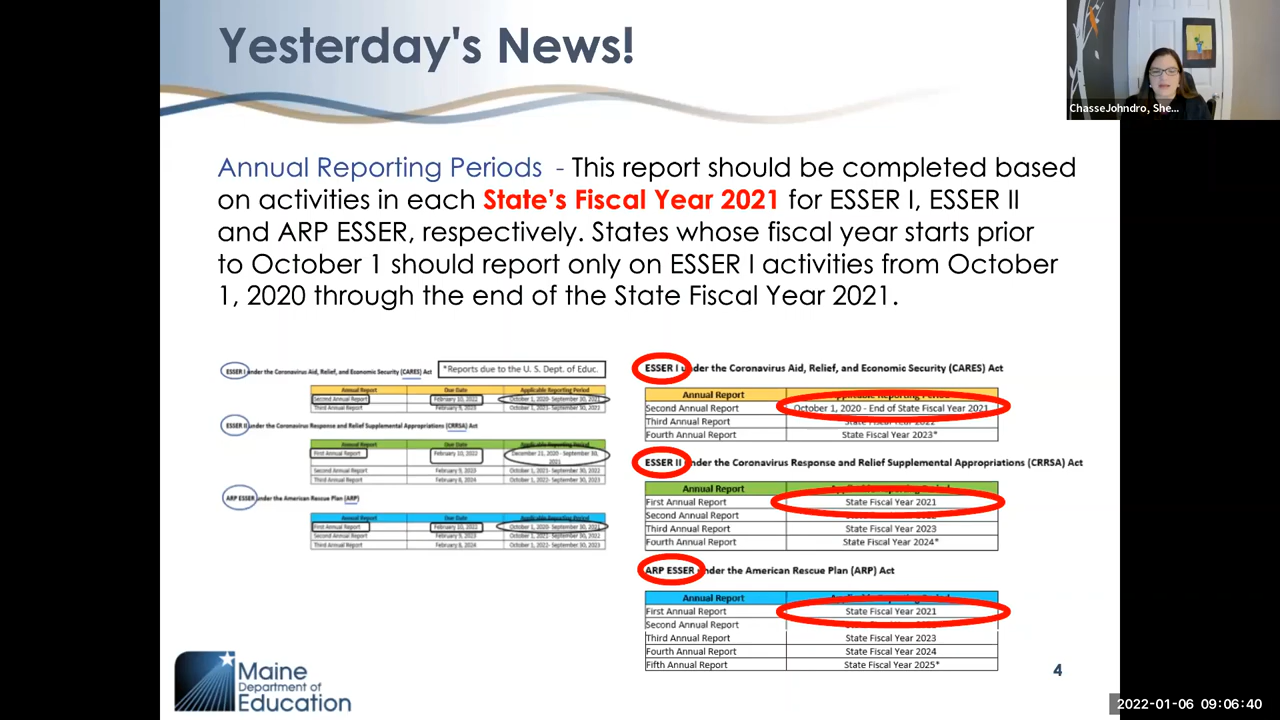 Yesterday's News!
ChasseJohndro, She...
Annual Reporting Periods - This report should be completed based
on activities in each State's Fiscal Year 2021 for ESSER I, ESSER II
and ARP ESSER, respectively. States whose fiscal year starts prior
to October 1 should report only on ESSER I activities from October
1, 2020 through the end of the State Fiscal Year 2021.
ESSER I under the Coronavirus Aid, Relief, and Economic Security (CARES) Act
*Reports due to the U. S. Dept. of Educ.
Annual Report Due Date Applicable Reporting Period
Second Annual Report February 10, 2022 October 1, 2020 - September 30, 2021
Third Annual Report February 9, 2023 October 1, 2021 - September 30, 2022
ESSER II under the Coronavirus Response and Relief Supplemental Appropriations (CRRSA) Act
Annual Report Due Date Applicable Reporting Period
First Annual Report February 10, 2022 December 21, 2020 - September 30,
2021
Second Annual Report February 9, 2023 October 1, 2021 - September 30, 2022
Third Annual Report February 8, 2024 October 1, 2022 - September 30, 2023
ARP ESSER under the American Rescue Plan (ARP)
Annual Report Due Date Applicable Reporting Period
First Annual Report February 10, 2022 October 1, 2020 - September 30, 2021
Second Annual Report February 9, 2023 October 1, 2021 - September 30, 2022
Third Annual Report February 8, 2024 October 1, 2022 - September 30, 2023
ESSER I under the Coronavirus Aid, Relief, and Economic Security (CARES) Act
Annual Report Applicable Reporting Period
Second Annual Report October 1, 2020 - End of State Fiscal Year 2021
Third Annual Report State Fiscal Year 2022
Fourth Annual Report State Fiscal Year 2023*
ESSER II under the Coronavirus Response and Relief Supplemental Appropriations (CRRSA) Act
Annual Report Applicable Reporting Period
First Annual Report State Fiscal Year 2021
Second Annual Report
Third Annual Report State Fiscal Year 2023
Fourth Annual Report State Fiscal Year 2024*
ARP ESSER under the American Rescue Plan (ARP) Act
Annual Report Applicable Reporting Period
First Annual Report State Fiscal Year 2021
Second Annual Report
Third Annual Report State Fiscal Year 2023
Fourth Annual Report State Fiscal Year 2024
Fifth Annual Report State Fiscal Year 2025*
Maine
Department of
Education
4
2022-01-06 09:06:40